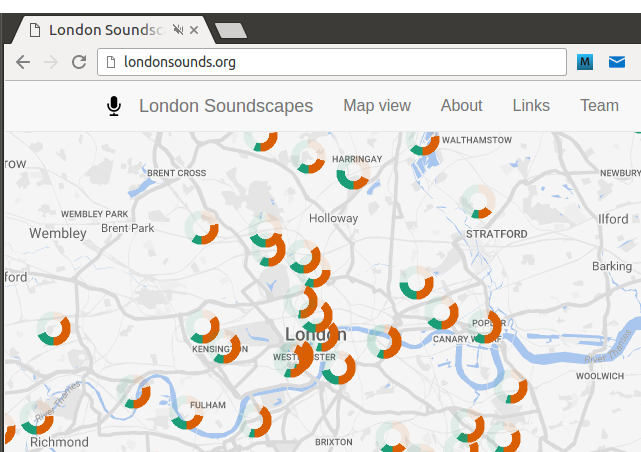 London Soundsc
londonsounds.org
M
London Soundscapes Map view About Links Team
WALTHAMSTOW
HARRINGAY
row
BRENT CROSS
NEWBURY
WEMBLEY PARK
Holloway
Ilford
Wembley
Brent Park
STRATFORD
Barking
ford
London
KENSINGTON
WESTMINSTER
CANARY WHARF
River Thames
WOOLWICH
River Thames
FULHAM
Richmond
BRIXTON